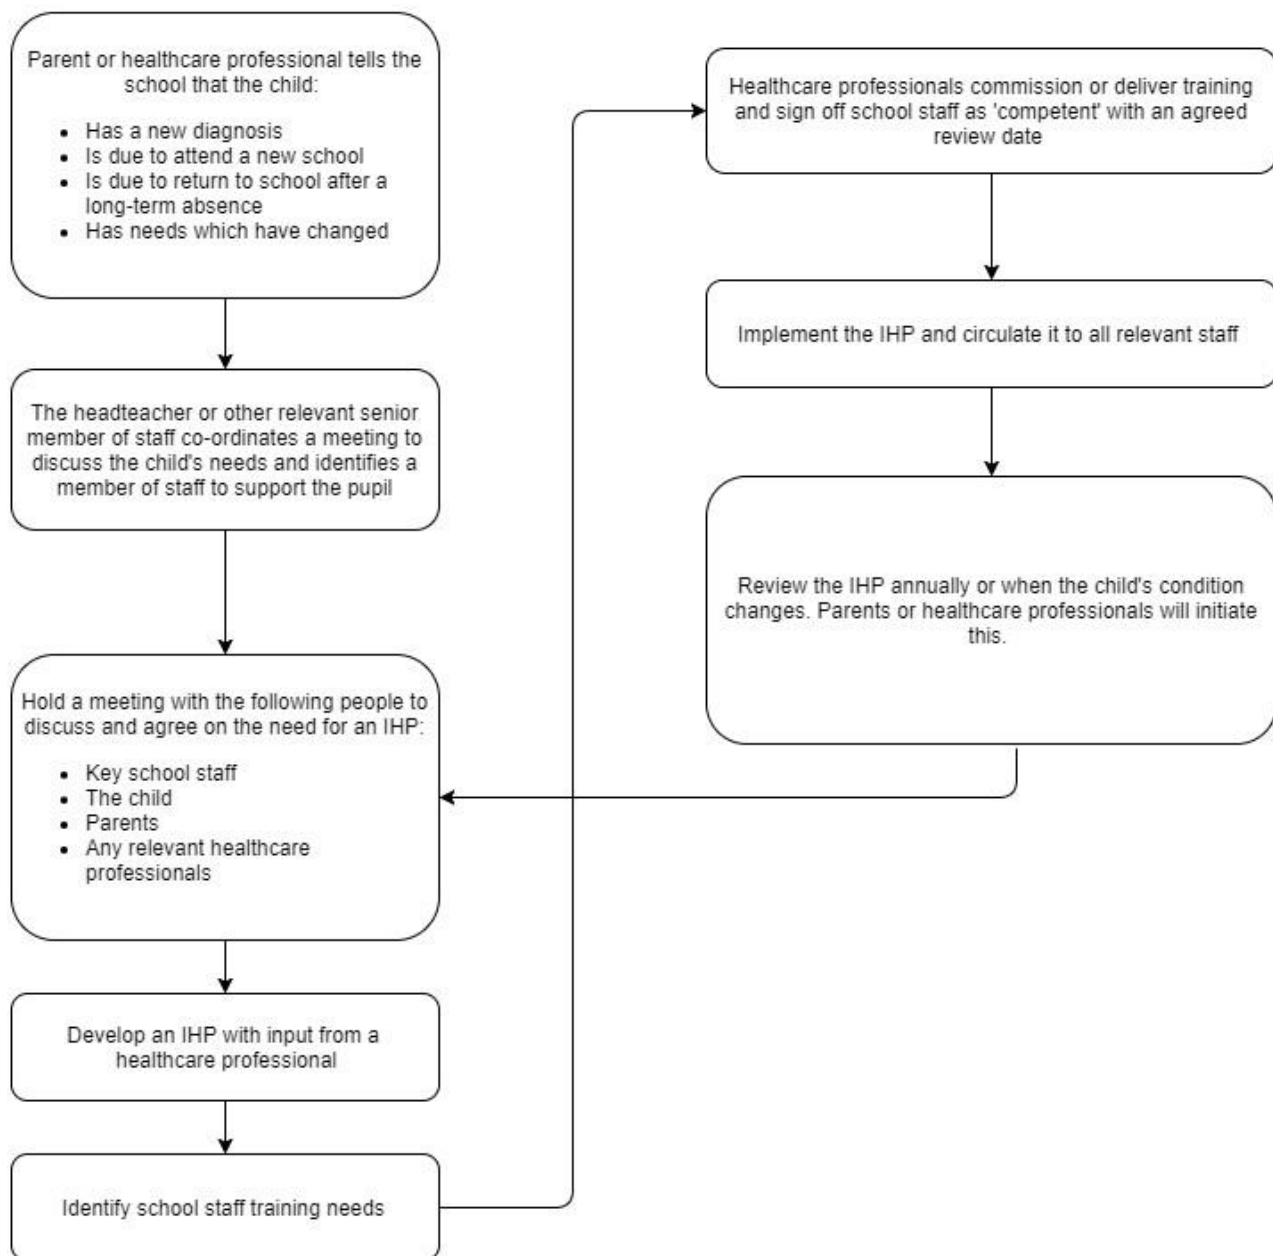 Parent or healthcare professional tells the
school that the child:
• Has a new diagnosis
• Is due to attend a new school
• Is due to return to school after a
long-term absence
• Has needs which have changed
The headteacher or other relevant senior
member of staff co-ordinates a meeting to
discuss the child's needs and identifies a
member of staff to support the pupil
Hold a meeting with the following people to
discuss and agree on the need for an IHP:
• Key school staff
• The child
• Parents
• Any relevant healthcare
professionals
Develop an IHP with input from a
healthcare professional
Identify school staff training needs
Healthcare professionals commission or deliver training
and sign off school staff as 'competent' with an agreed
review date
Implement the IHP and circulate it to all relevant staff
Review the IHP annually or when the child's condition
changes. Parents or healthcare professionals will initiate
this.